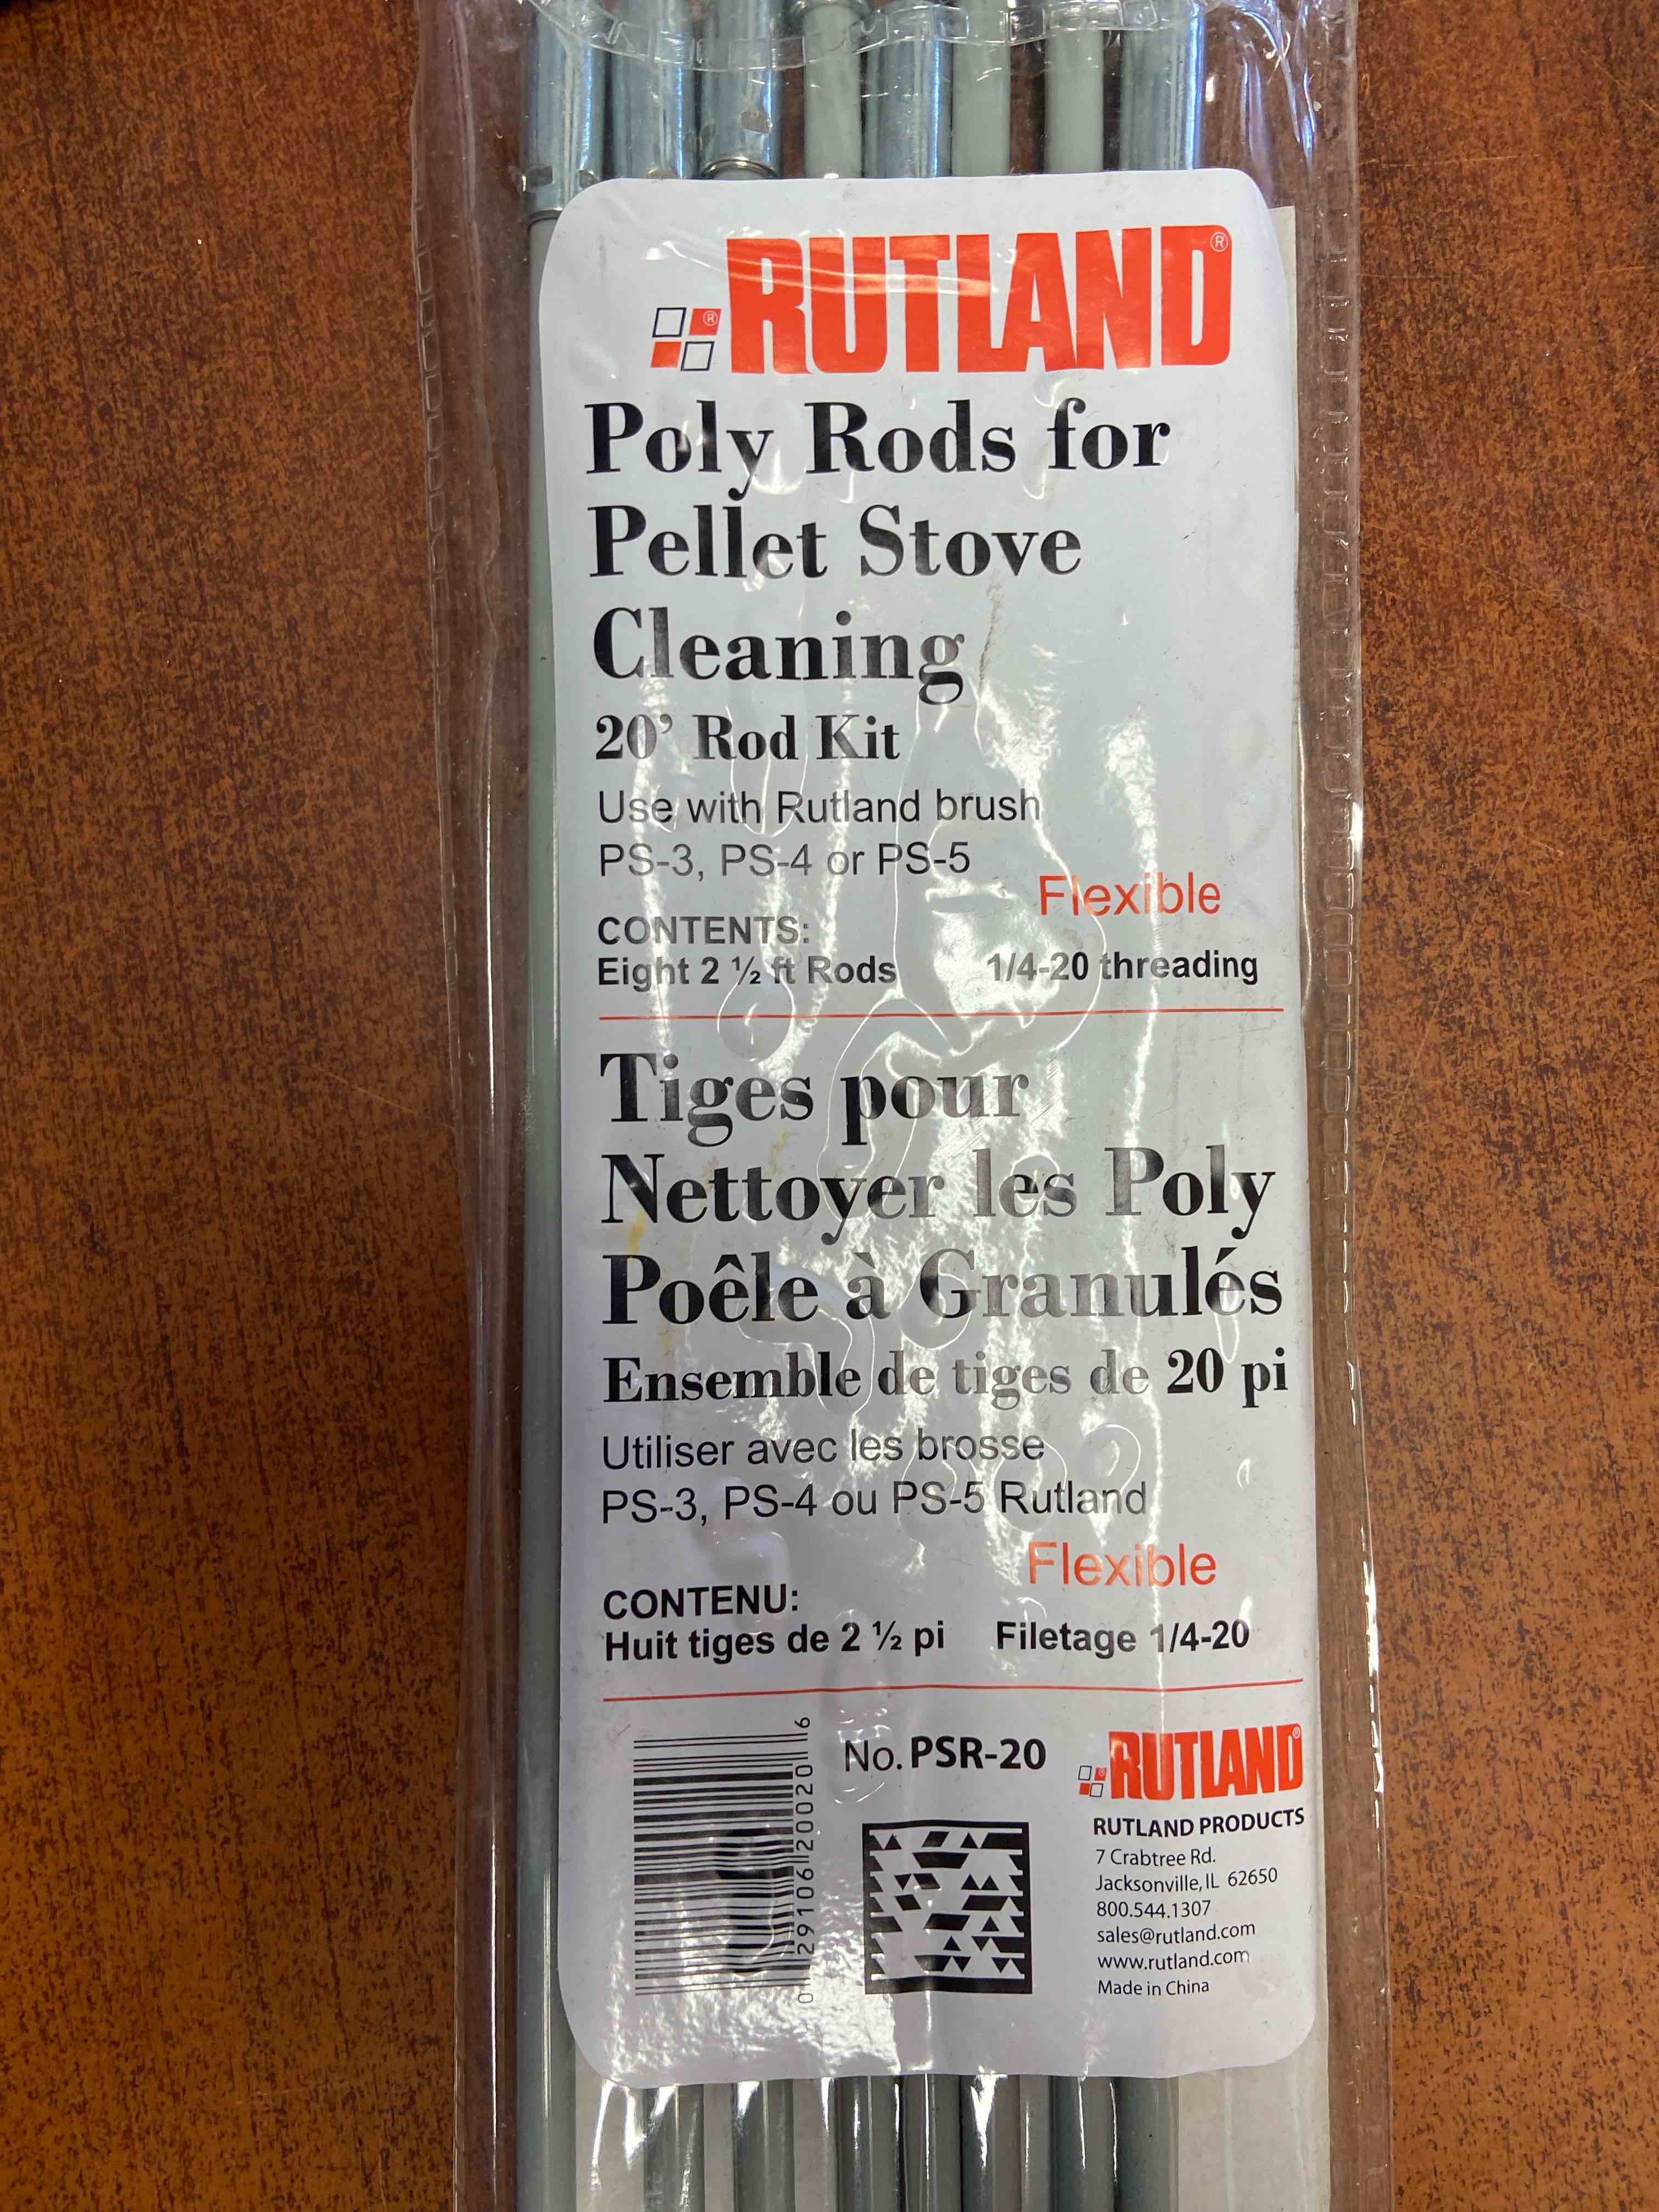 RUTLAND®
Poly Rods for
Pellet Stove
Cleaning
20’ Rod Kit
Use with Rutland brush
PS-3, PS-4 or PS-5
Flexible
CONTENTS:
Eight 2 ½ ft Rods 1/4-20 threading
Tiges pour
Nettoyer les Poly
Poêle à Granulés
Ensemble de tiges de 20 pi
Utiliser avec les brosse
PS-3, PS-4 ou PS-5 Rutland
Flexible
CONTENU:
Huit tiges de 2 ½ pi Filetage 1/4-20
0 29106 20020 6
No. PSR-20
RUTLAND®
RUTLAND PRODUCTS
7 Crabtree Rd.
Jacksonville, IL 62650
800.544.1307
sales@rutland.com
www.rutland.com
Made in China